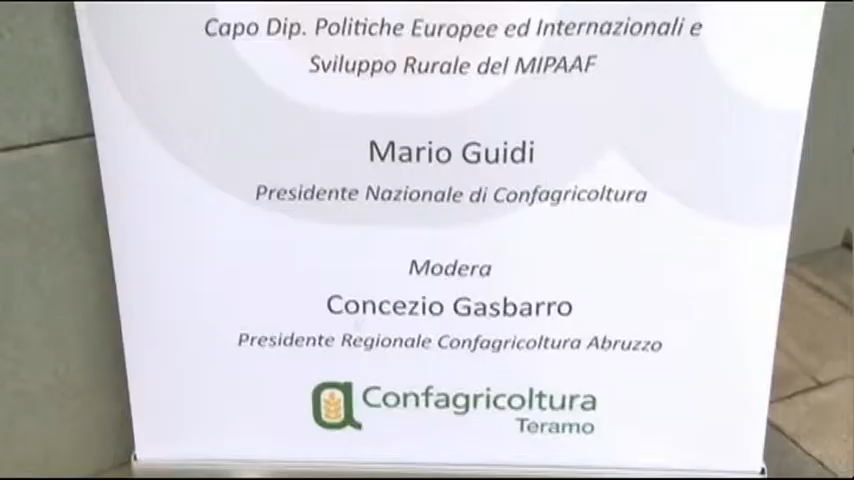 Capo Dip. Politiche Europee ed Internazionali e
Sviluppo Rurale del MIPAAF
Mario Guidi
Presidente Nazionale di Confagricoltura
Modera
Concezio Gasbarro
Presidente Regionale Confagricoltura Abruzzo
Confagricoltura
Teramo